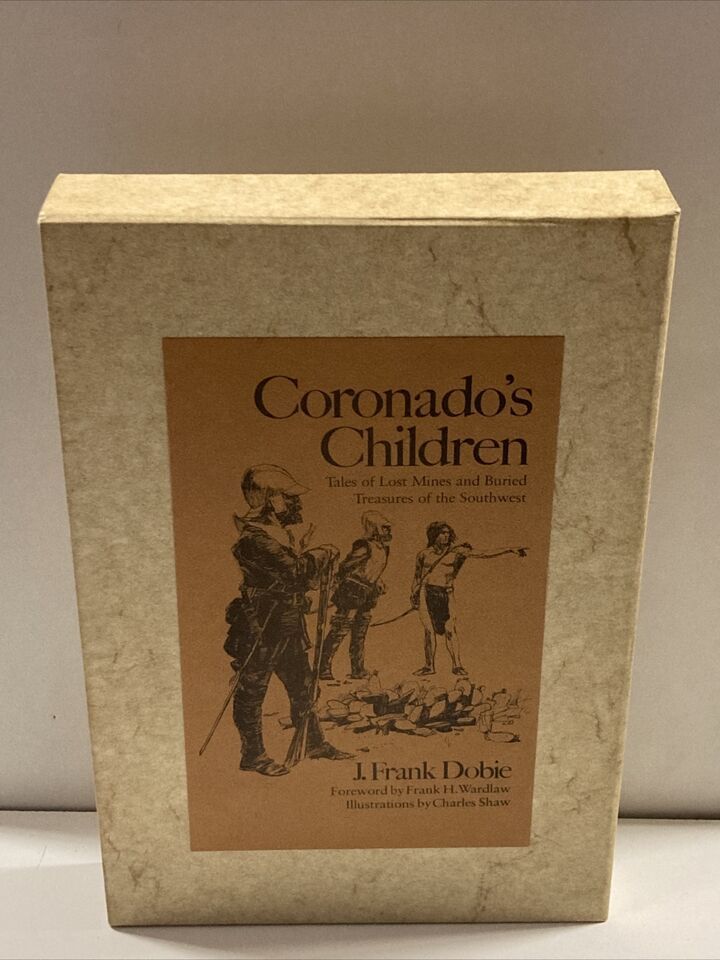 Coronado's
Children
Tales of Lost Mines and Buried
Treasures of the Southwest
J. Frank Dobie
Foreword by Frank H. Wardlaw
Illustrations by Charles Shaw